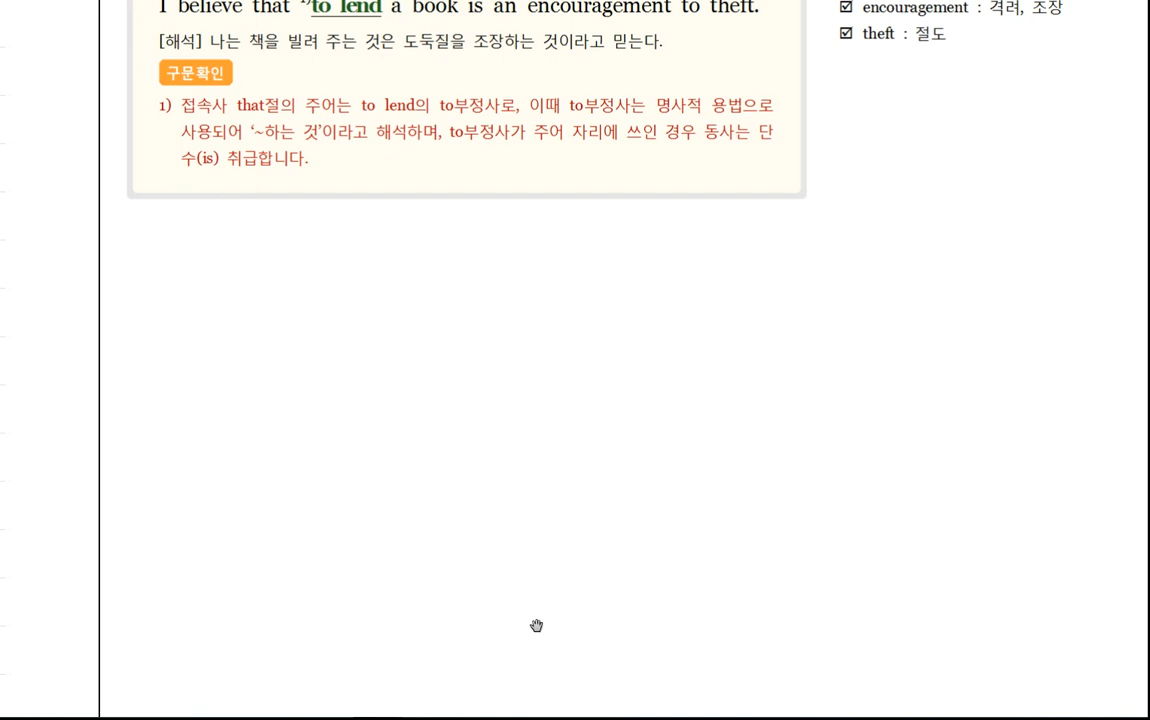 I believe that ¹⁾to lend a book is an encouragement to theft.
[해석] 나는 책을 빌려 주는 것은 도둑질을 조장하는 것이라고 믿는다.
구문확인
1) 접속사 that절의 주어는 to lend의 to부정사로, 이때 to부정사는 명사적 용법으로
사용되어 ‘~하는 것’이라고 해석하며, to부정사가 주어 자리에 쓰인 경우 동사는 단
수(is) 취급합니다.
☑ encouragement : 격려, 조장
☑ theft : 절도